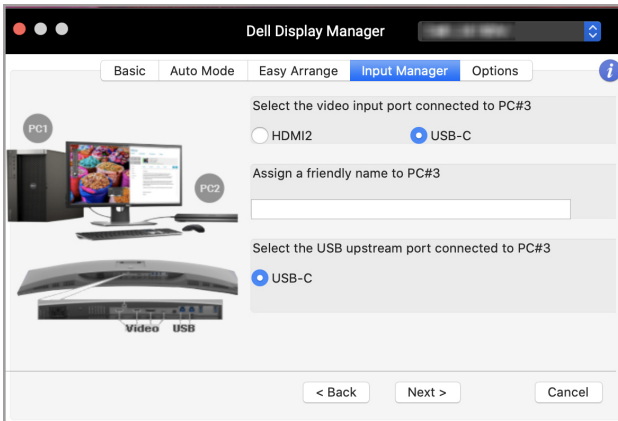 Dell Display Manager
Basic Auto Mode Easy Arrange Input Manager Options
i
Select the video input port connected to PC#3
HDMI2 USB-C
PC1
Assign a friendly name to PC#3
PC2
Select the USB upstream port connected to PC#3
USB-C
Video USB
< Back Next > Cancel